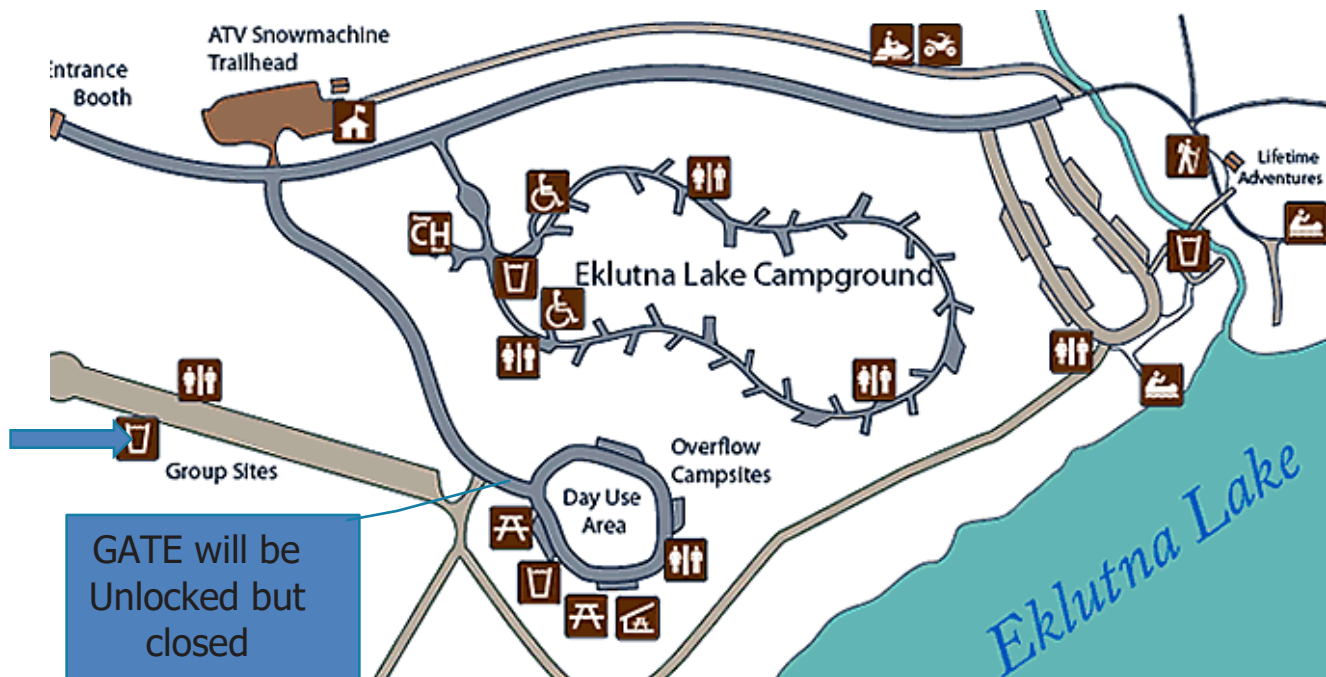 ATV Snowmachine
Trailhead
Entrance
Booth
Lifetime
Adventures
CH
Eklutna Lake Campground
Overflow
Campsites
Group Sites
Day Use
Area
GATE will be
Unlocked but
closed
Eklutna Lake